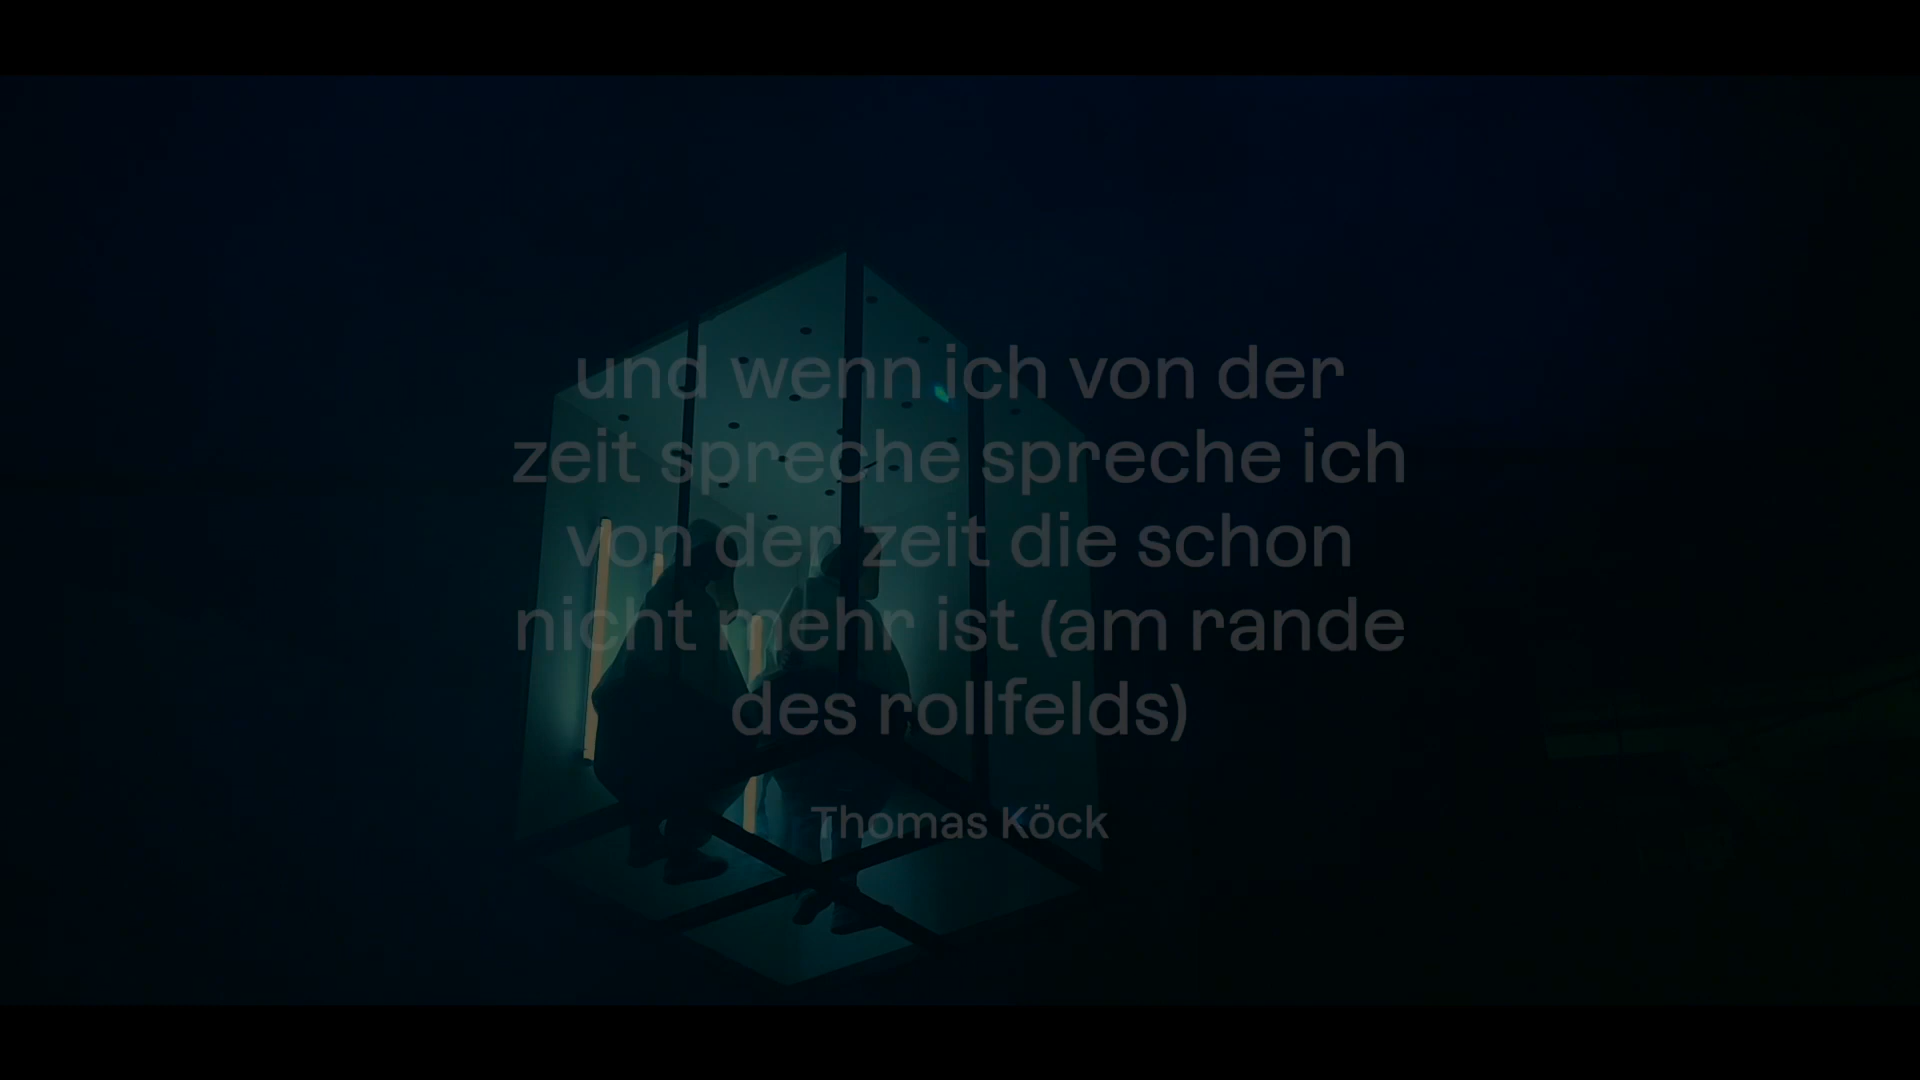 und wenn ich von der
zeit spreche spreche ich
von der zeit die schon
nicht mehr ist (am rande
des rollfelds)
Thomas Köck